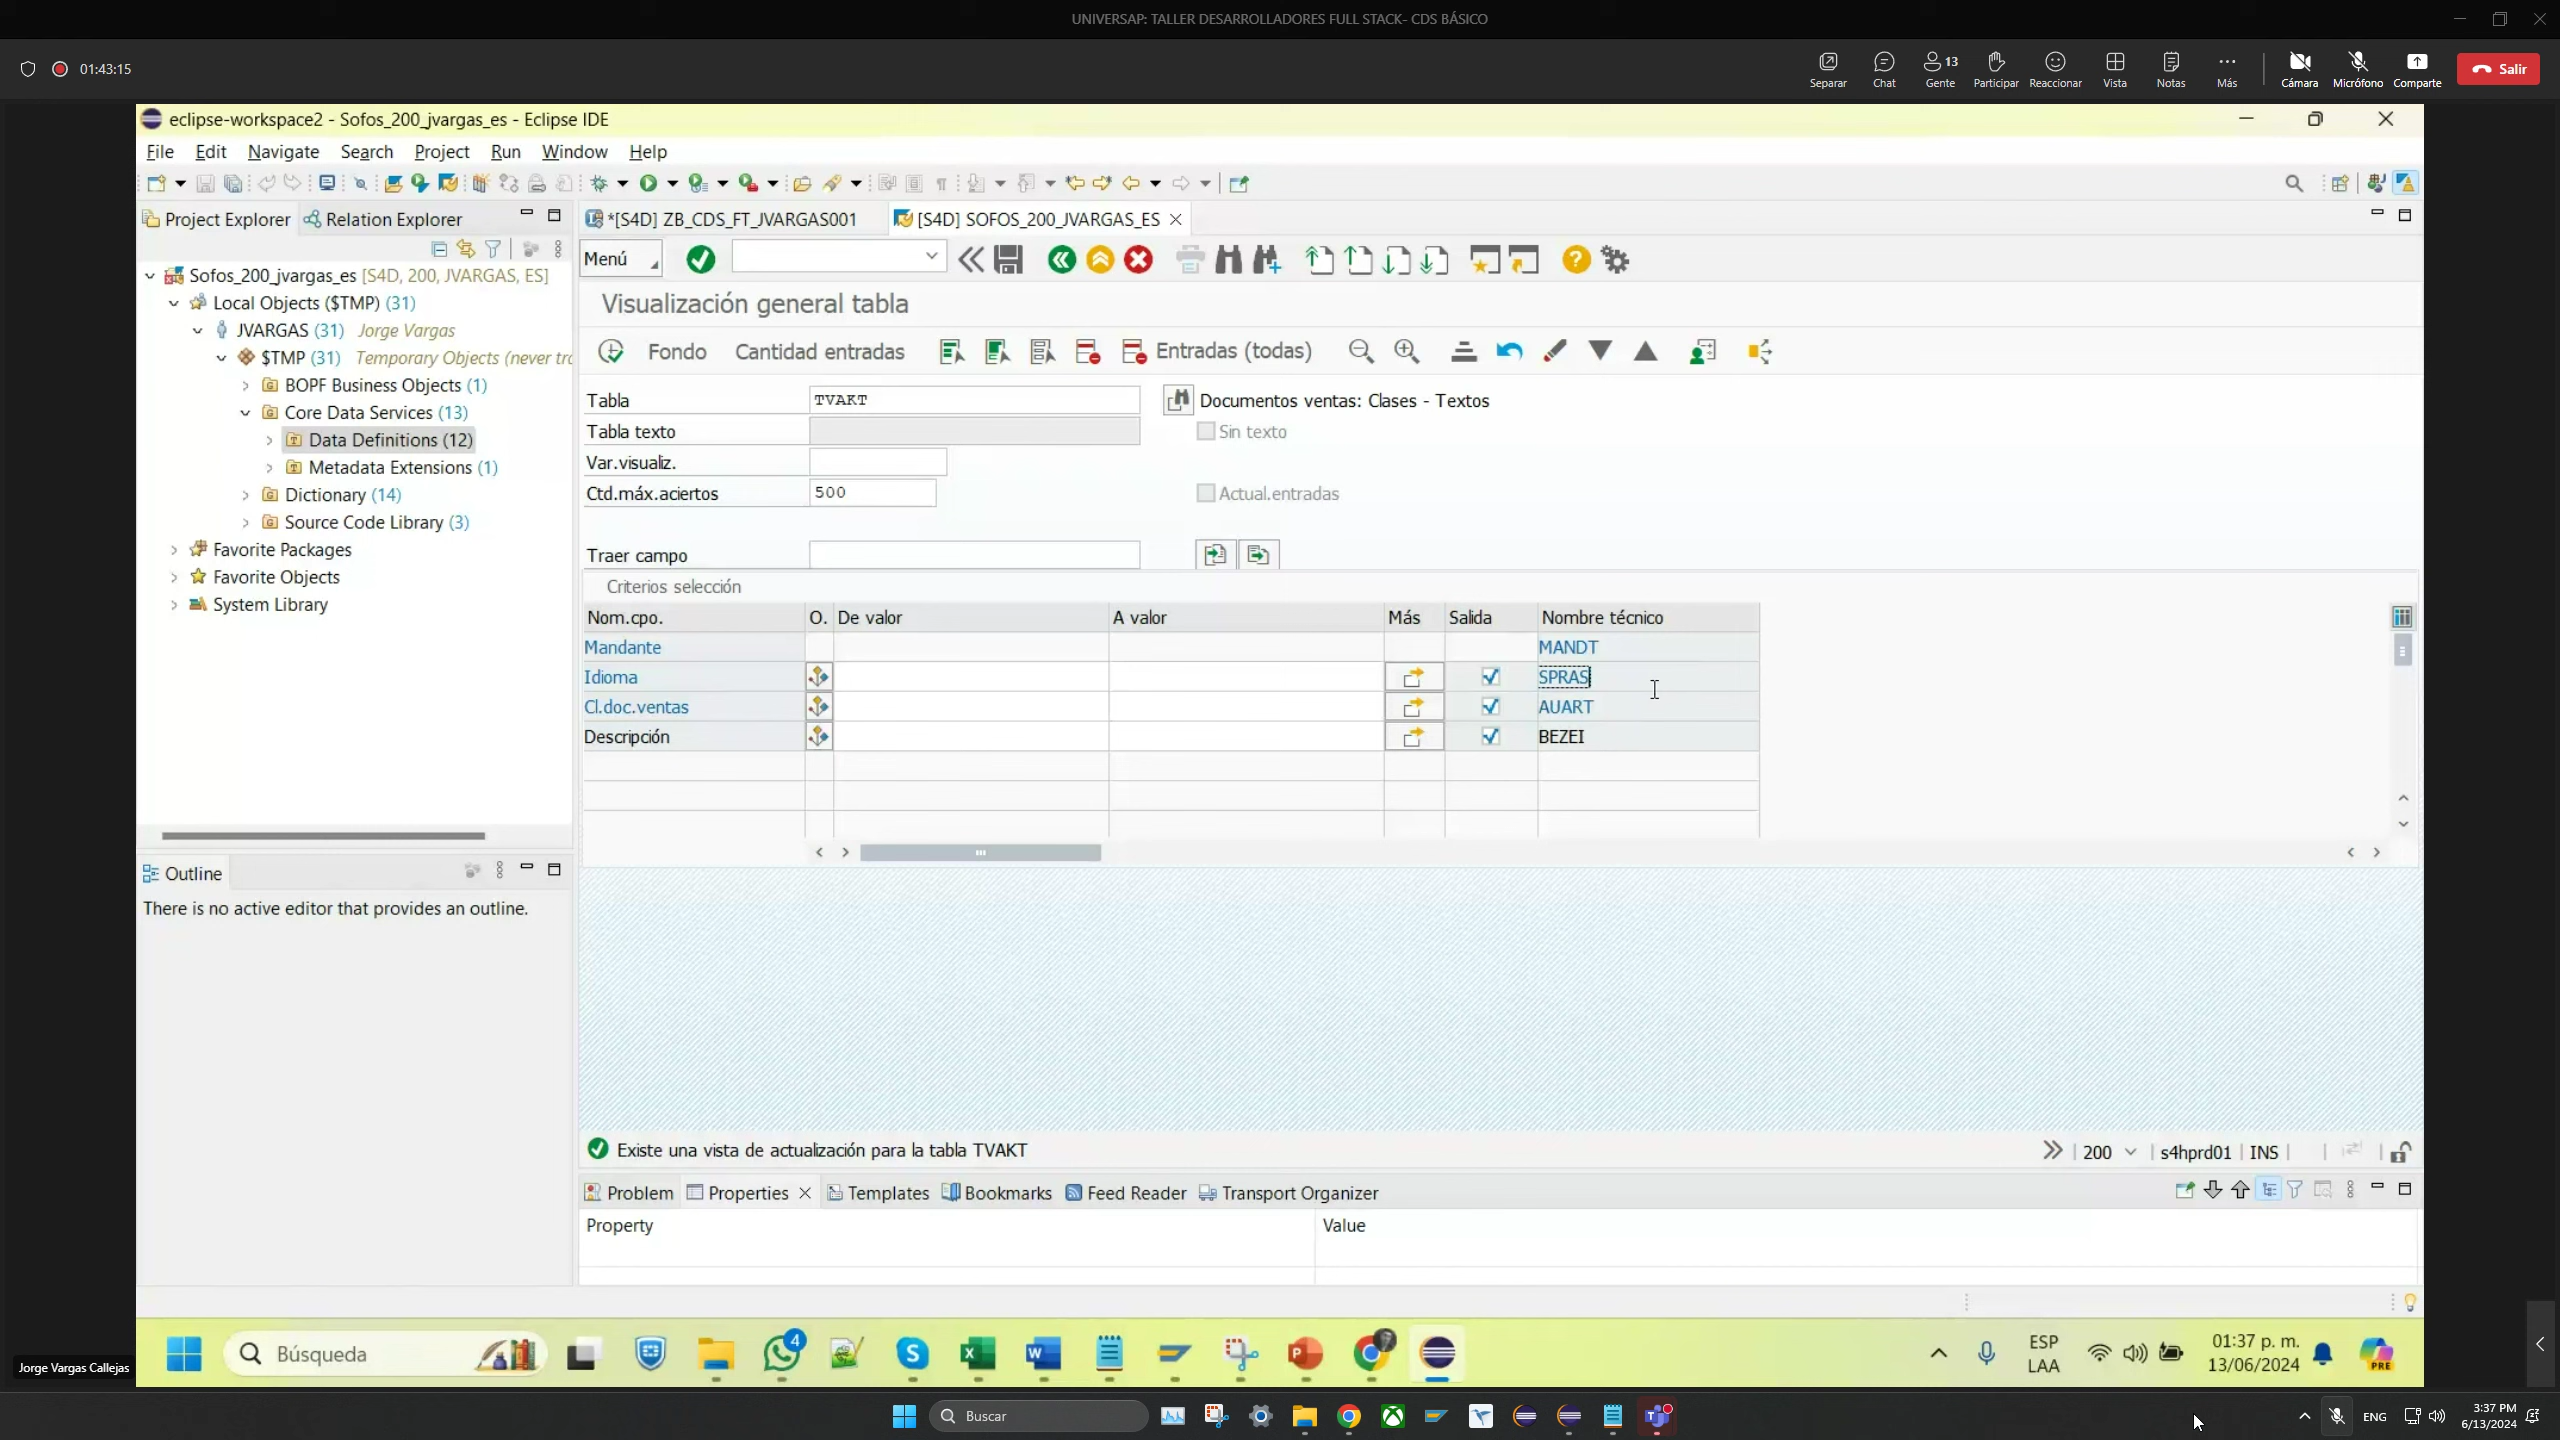 UNIVERSAP: TALLER DESARROLLADORES FULL STACK- CDS BÁSICO
01:43:15
Separar
Chat
13
Gente
Participar
Reaccionar
Vista
Notas
Más
Cámara
Micrófono
Comparte
Salir
eclipse-workspace2 - Sofos_200_jvargas_es - Eclipse IDE
File Edit Navigate Search Project Run Window Help
Project Explorer Relation Explorer
*[S4D] ZB_CDS_FT_JVARGAS001
[S4D] SOFOS_200_JVARGAS_ES
Menú
Sofos_200_jvargas_es [S4D, 200, JVARGAS, ES]
Local Objects ($TMP) (31)
JVARGAS (31) Jorge Vargas
$TMP (31) Temporary Objects (never tra
BOPF Business Objects (1)
Core Data Services (13)
Data Definitions (12)
Metadata Extensions (1)
Dictionary (14)
Source Code Library (3)
Favorite Packages
Favorite Objects
System Library
Visualización general tabla
Fondo Cantidad entradas Entradas (todas)
Tabla TVAKT Documentos ventas: Clases - Textos
Tabla texto Sin texto
Var.visualiz.
Ctd.máx.aciertos 500 Actual.entradas
Traer campo
Criterios selección
Nom.cpo. O. De valor A valor Más Salida Nombre técnico
Mandante MANDT
Idioma SPRAS
Cl.doc.ventas AUART
Descripción BEZEI
Outline
There is no active editor that provides an outline.
Existe una vista de actualización para la tabla TVAKT
200 s4hprd01 INS
Problem Properties Templates Bookmarks Feed Reader Transport Organizer
Property Value
Jorge Vargas Callejas
Búsqueda
4
ESP
LAA
01:37 p. m.
13/06/2024
PRE
Buscar
ENG
3:37 PM
6/13/2024